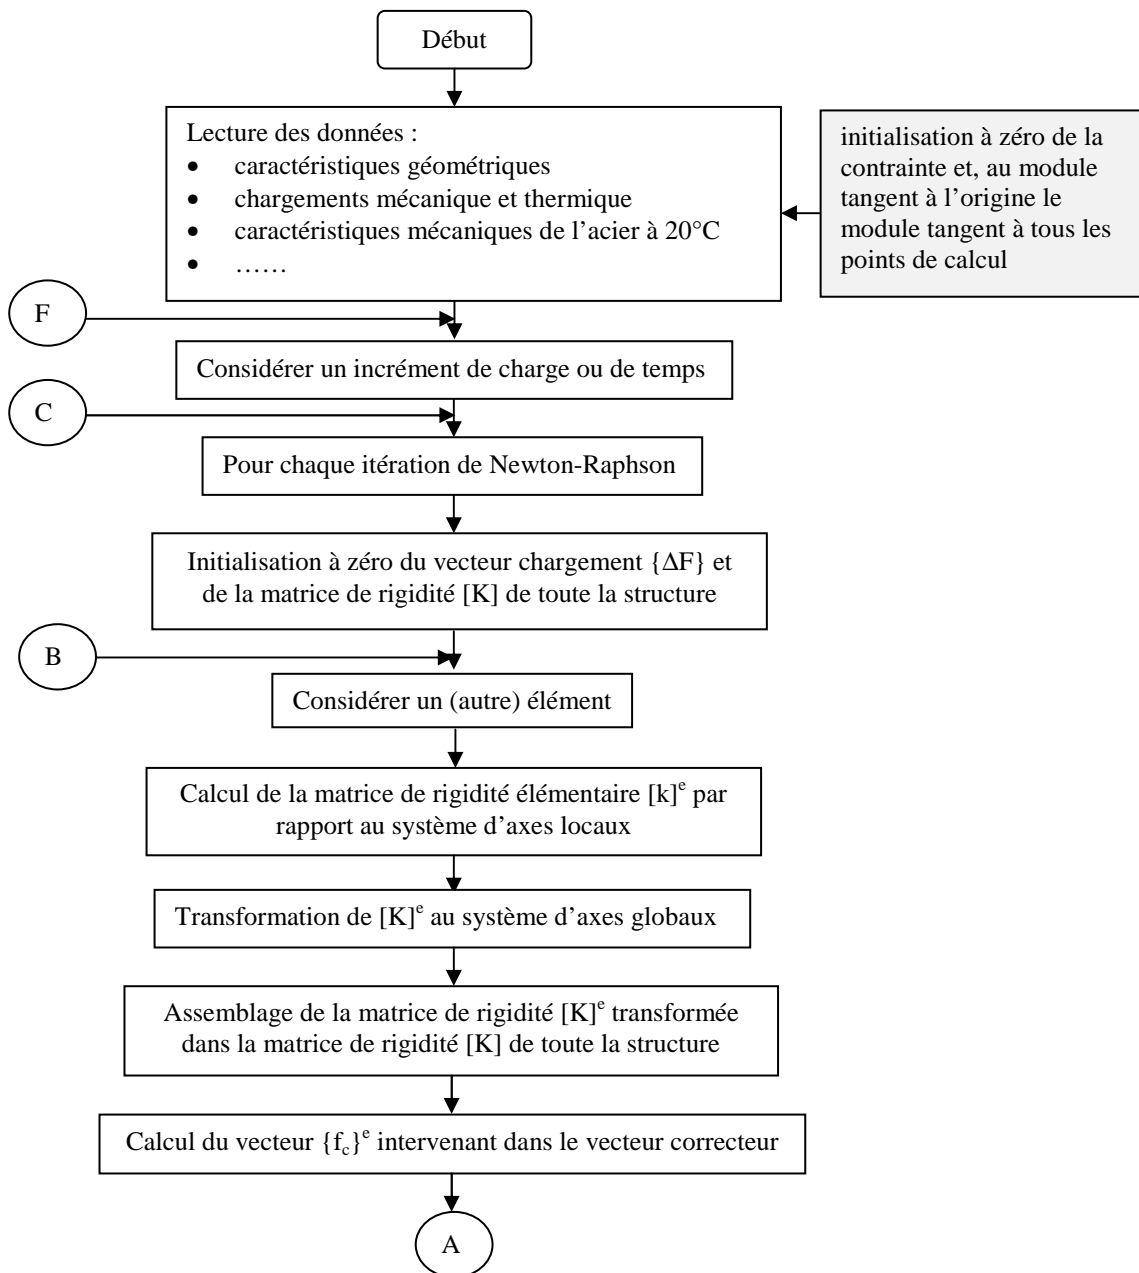 Début
Lecture des données :
• caractéristiques géométriques
• chargements mécanique et thermique
• caractéristiques mécaniques de l’acier à 20°C
• ……
initialisation à zéro de la
contrainte et, au module
tangent à l’origine le
module tangent à tous les
points de calcul
F
Considérer un incrément de charge ou de temps
C
Pour chaque itération de Newton-Raphson
Initialisation à zéro du vecteur chargement {ΔF} et
de la matrice de rigidité [K] de toute la structure
B
Considérer un (autre) élément
Calcul de la matrice de rigidité élémentaire [k]ᵉ par
rapport au système d’axes locaux
Transformation de [K]ᵉ au système d’axes globaux
Assemblage de la matrice de rigidité [K]ᵉ transformée
dans la matrice de rigidité [K] de toute la structure
Calcul du vecteur {f_c}ᵉ intervenant dans le vecteur correcteur
A